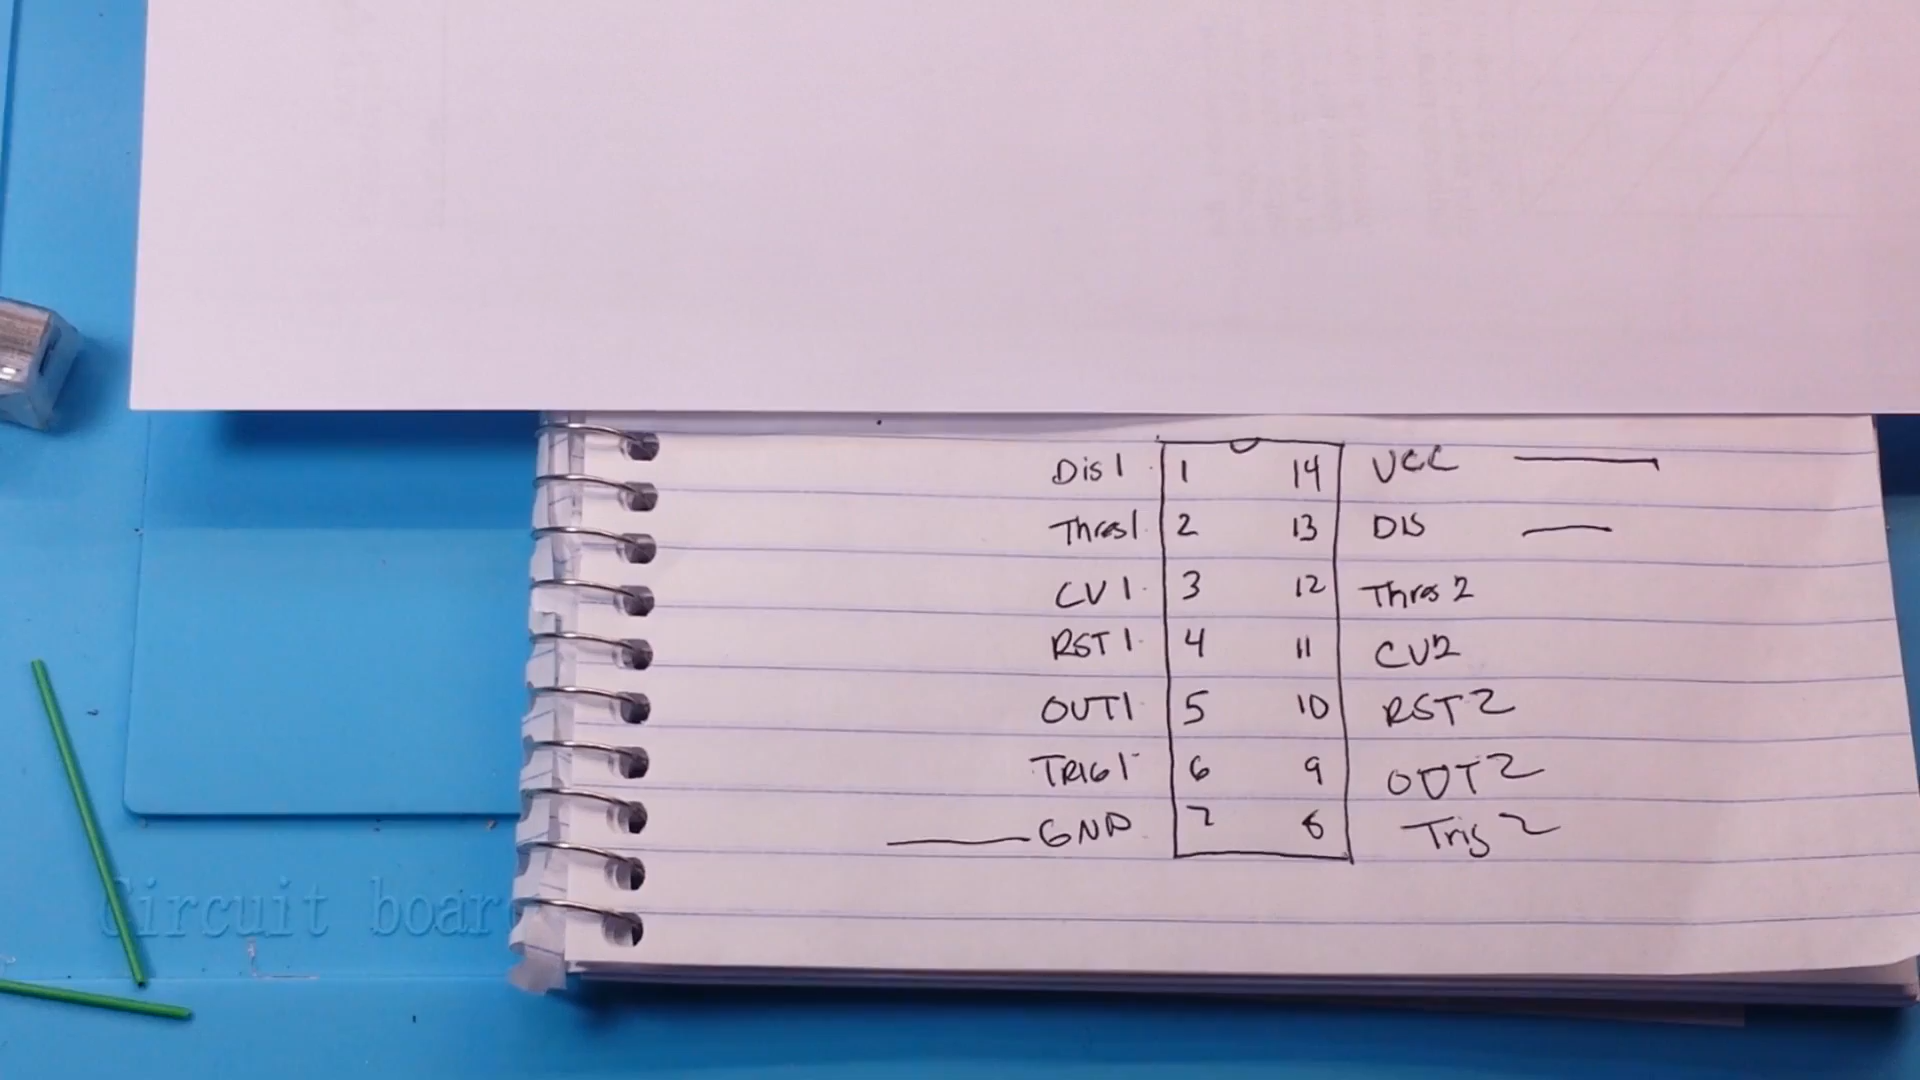 Dis 1 1 14 VCC
Thres 1 2 13 DIS
CV 1 3 12 Thres 2
RST 1 4 11 CV2
OUT 1 5 10 RST 2
TRIG 1 6 9 OUT 2
GND 7 8 Trig 2
Circuit boar